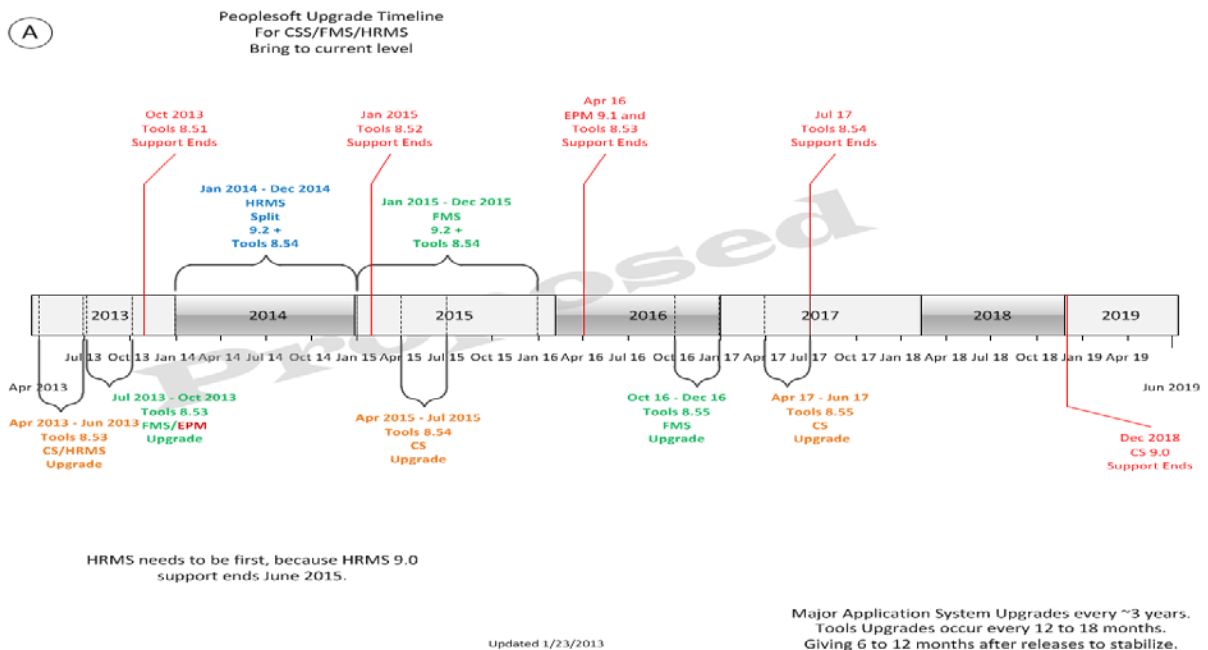 A
Peoplesoft Upgrade Timeline
For CSS/FMS/HRMS
Bring to current level
Oct 2013
Tools 8.51
Support Ends
Jan 2015
Tools 8.52
Support Ends
Apr 16
EPM 9.1 and
Tools 8.53
Support Ends
Jul 17
Tools 8.54
Support Ends
Jan 2014 - Dec 2014
HRMS
Split
9.2 +
Tools 8.54
Jan 2015 - Dec 2015
FMS
9.2 +
Tools 8.54
Proposed
2013 2014 2015 2016 2017 2018 2019
Jul 13 Oct 13 Jan 14 Apr 14 Jul 14 Oct 14 Jan 15 Apr 15 Jul 15 Oct 15 Jan 16 Apr 16 Jul 16 Oct 16 Jan 17 Apr 17 Jul 17 Oct 17 Jan 18 Apr 18 Jul 18 Oct 18 Jan 19 Apr 19
Apr 2013
Jun 2019
Apr 2013 - Jun 2013
Tools 8.53
CS/HRMS
Upgrade
Jul 2013 - Oct 2013
Tools 8.53
FMS/EPM
Upgrade
Apr 2015 - Jul 2015
Tools 8.54
CS
Upgrade
Oct 16 - Dec 16
Tools 8.55
FMS
Upgrade
Apr 17 - Jun 17
Tools 8.55
CS
Upgrade
Dec 2018
CS 9.0
Support Ends
HRMS needs to be first, because HRMS 9.0
support ends June 2015.
Updated 1/23/2013
Major Application System Upgrades every ~3 years.
Tools Upgrades occur every 12 to 18 months.
Giving 6 to 12 months after releases to stabilize.